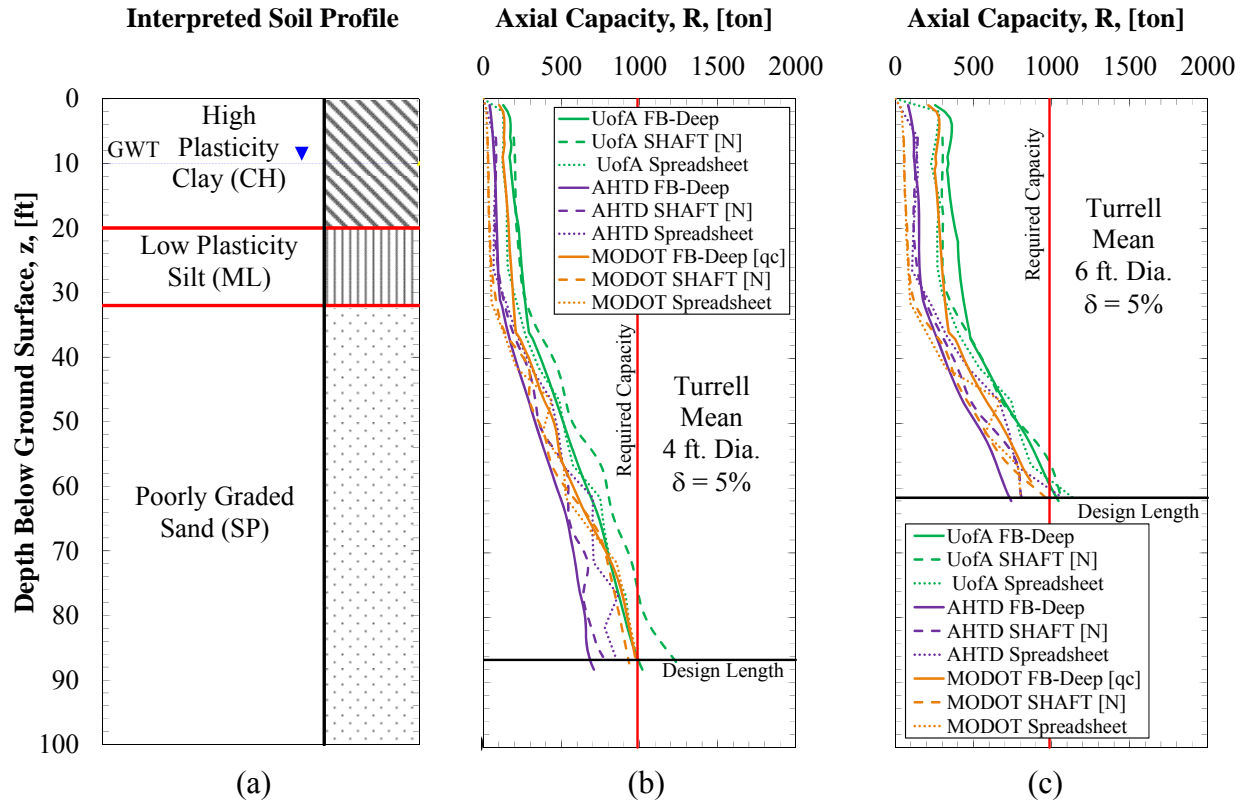 Interpreted Soil Profile
Axial Capacity, R, [ton]
Axial Capacity, R, [ton]
0 500 1000 1500 2000
0 500 1000 1500 2000
Depth Below Ground Surface, z, [ft]
0
10
20
30
40
50
60
70
80
90
100
High
Plasticity
Clay (CH)
GWT
Low Plasticity
Silt (ML)
Poorly Graded
Sand (SP)
UofA FB-Deep
UofA SHAFT [N]
UofA Spreadsheet
AHTD FB-Deep
AHTD SHAFT [N]
AHTD Spreadsheet
MODOT FB-Deep [qc]
MODOT SHAFT [N]
MODOT Spreadsheet
Required Capacity
Turrell
Mean
4 ft. Dia.
δ = 5%
Design Length
Required Capacity
Turrell
Mean
6 ft. Dia.
δ = 5%
Design Length
UofA FB-Deep
UofA SHAFT [N]
UofA Spreadsheet
AHTD FB-Deep
AHTD SHAFT [N]
AHTD Spreadsheet
MODOT FB-Deep [qc]
MODOT SHAFT [N]
MODOT Spreadsheet
(a)
(b)
(c)